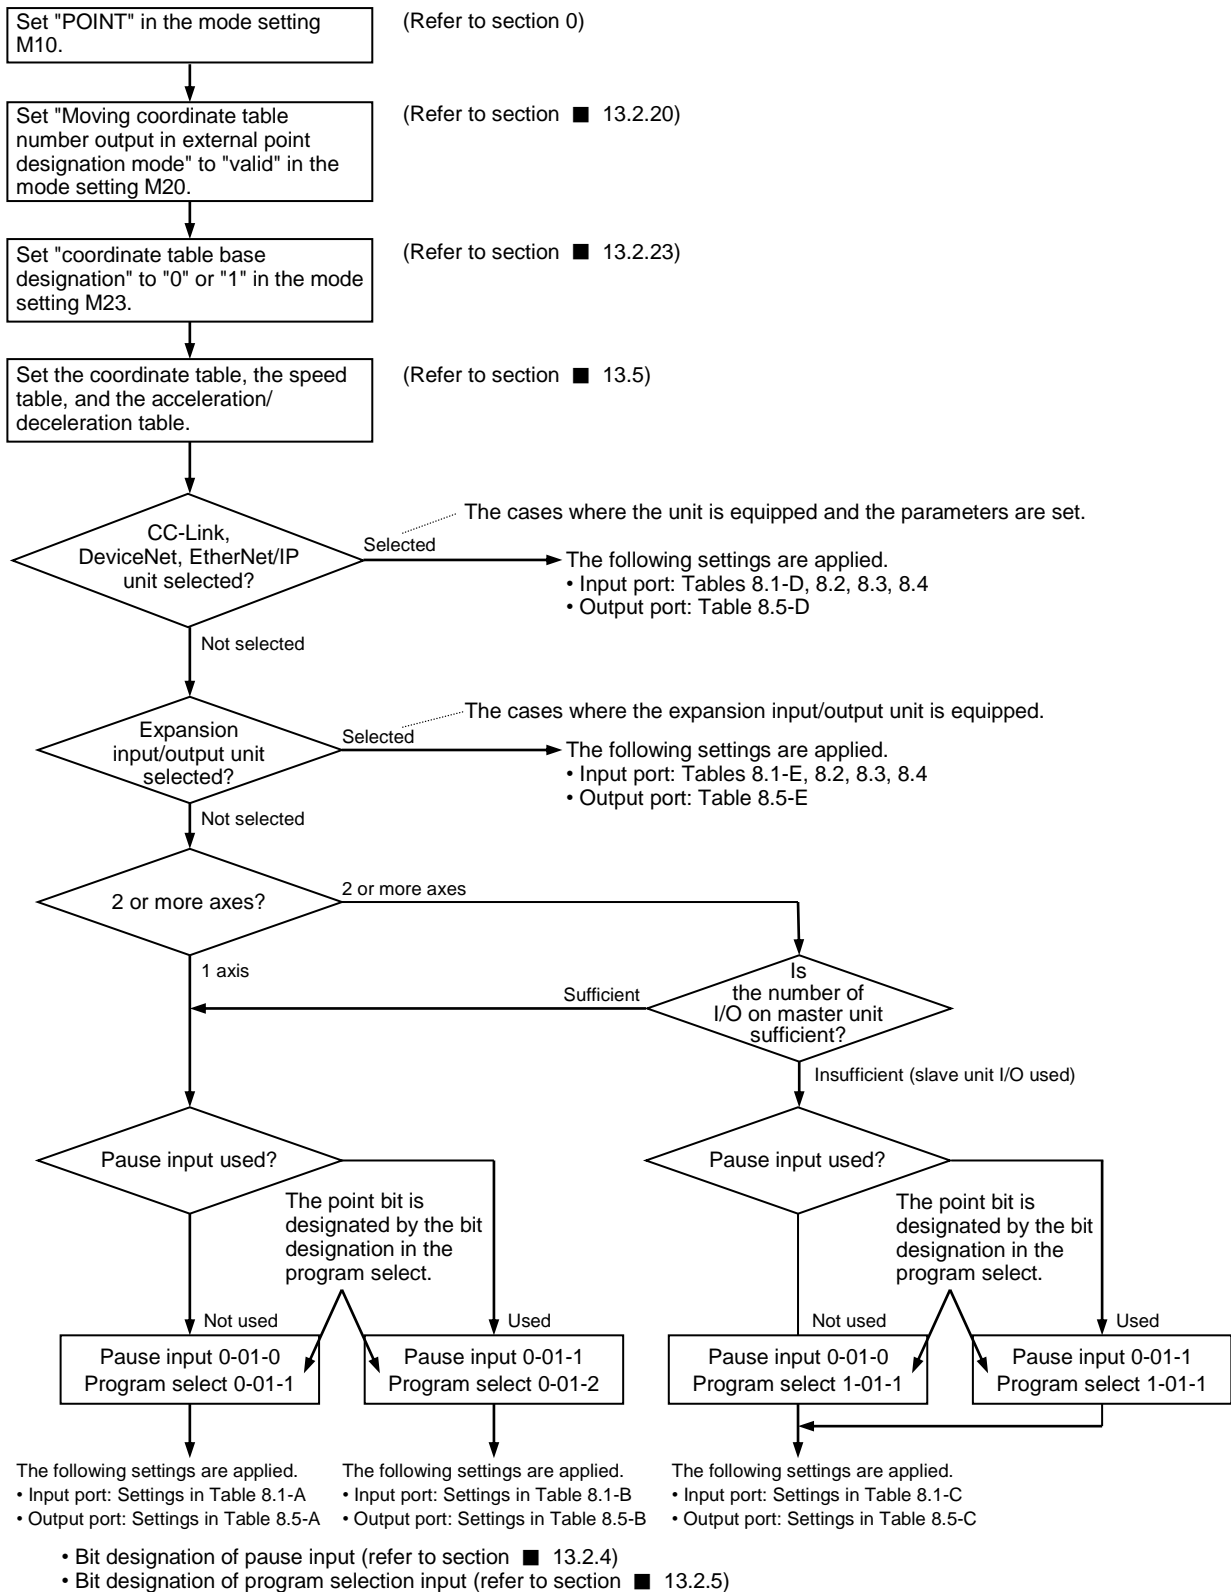 Set "POINT" in the mode setting
M10.
(Refer to section 0)
Set "Moving coordinate table
number output in external point
designation mode" to "valid" in the
mode setting M20.
(Refer to section ■ 13.2.20)
Set "coordinate table base
designation" to "0" or "1" in the mode
setting M23.
(Refer to section ■ 13.2.23)
Set the coordinate table, the speed
table, and the acceleration/
deceleration table.
(Refer to section ■ 13.5)
CC-Link,
DeviceNet, EtherNet/IP
unit selected?
Selected
The cases where the unit is equipped and the parameters are set.
The following settings are applied.
• Input port: Tables 8.1-D, 8.2, 8.3, 8.4
• Output port: Table 8.5-D
Not selected
Expansion
input/output unit
selected?
Selected
The cases where the expansion input/output unit is equipped.
The following settings are applied.
• Input port: Tables 8.1-E, 8.2, 8.3, 8.4
• Output port: Table 8.5-E
Not selected
2 or more axes?
2 or more axes
1 axis
Is
the number of
I/O on master unit
sufficient?
Sufficient
Insufficient (slave unit I/O used)
Pause input used?
The point bit is
designated by the bit
designation in the
program select.
Not used
Used
Pause input 0-01-0
Program select 0-01-1
Pause input 0-01-1
Program select 0-01-2
Pause input used?
The point bit is
designated by the bit
designation in the
program select.
Not used
Used
Pause input 0-01-0
Program select 1-01-1
Pause input 0-01-1
Program select 1-01-1
The following settings are applied.
• Input port: Settings in Table 8.1-A
• Output port: Settings in Table 8.5-A
The following settings are applied.
• Input port: Settings in Table 8.1-B
• Output port: Settings in Table 8.5-B
The following settings are applied.
• Input port: Settings in Table 8.1-C
• Output port: Settings in Table 8.5-C
• Bit designation of pause input (refer to section ■ 13.2.4)
• Bit designation of program selection input (refer to section ■ 13.2.5)